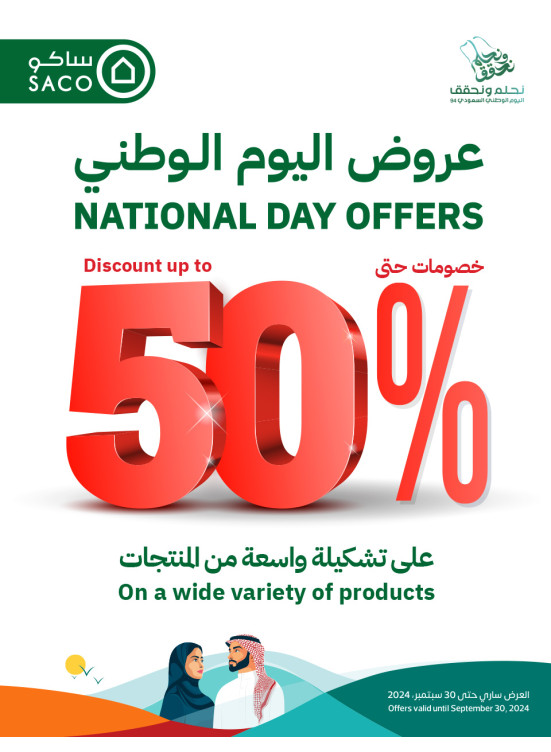 ساكو
SACO
ونحلم
نحقق
نحلم ونحقق
اليوم الوطني السعودي 94
عروض اليوم الوطني
NATIONAL DAY OFFERS
Discount up to
خصومات حتى
50%
على تشكيلة واسعة من المنتجات
On a wide variety of products
العرض ساري حتى 30 سبتمبر، 2024
Offers valid until September 30, 2024